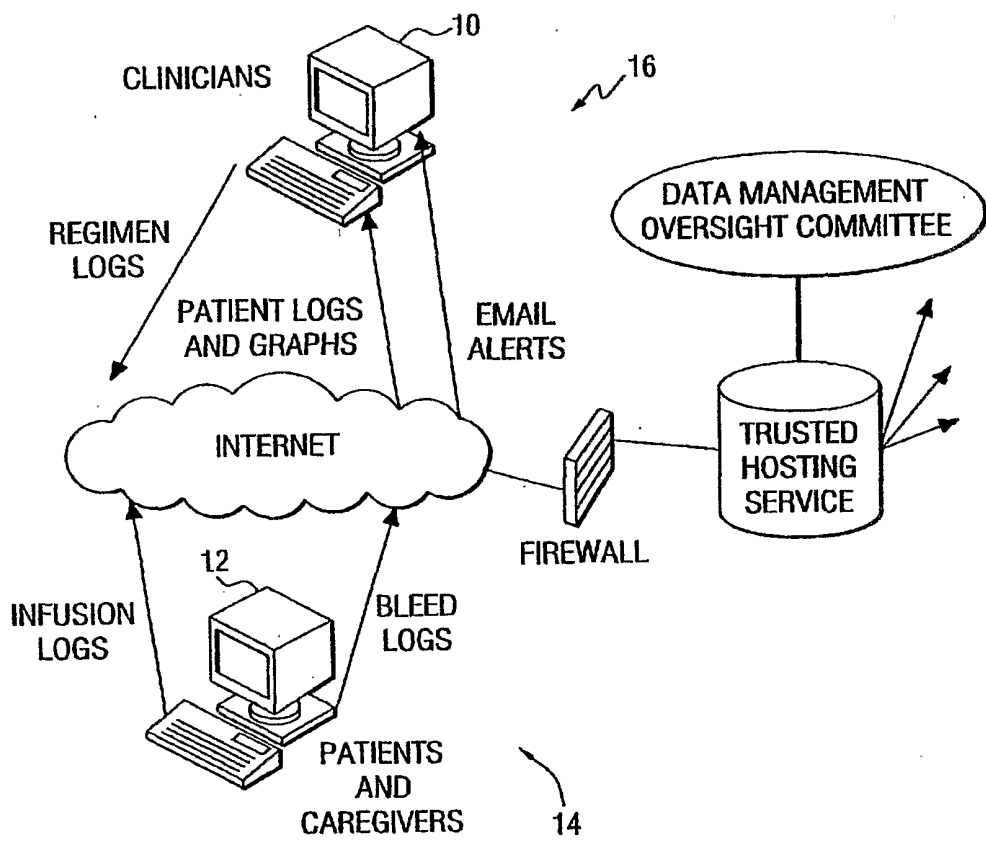 10
CLINICIANS
16
DATA MANAGEMENT
OVERSIGHT COMMITTEE
REGIMEN
LOGS
PATIENT LOGS
AND GRAPHS
EMAIL
ALERTS
INTERNET
TRUSTED
HOSTING
SERVICE
FIREWALL
12
INFUSION
LOGS
BLEED
LOGS
PATIENTS
AND
CAREGIVERS
14